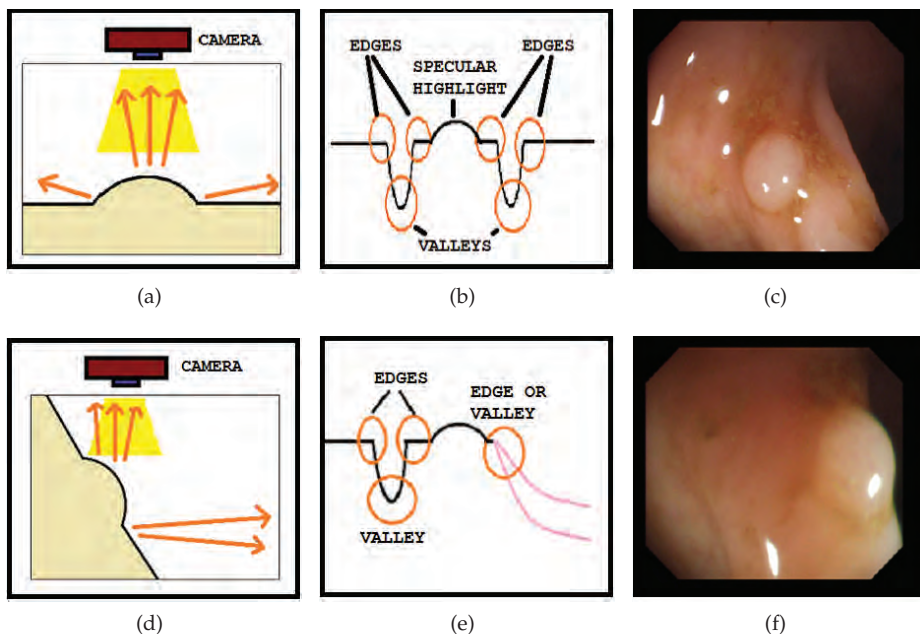 CAMERA
EDGES EDGES
SPECULAR
HIGHLIGHT
VALLEYS
(a) (b) (c)
CAMERA
EDGES
EDGE OR
VALLEY
VALLEY
(d) (e) (f)